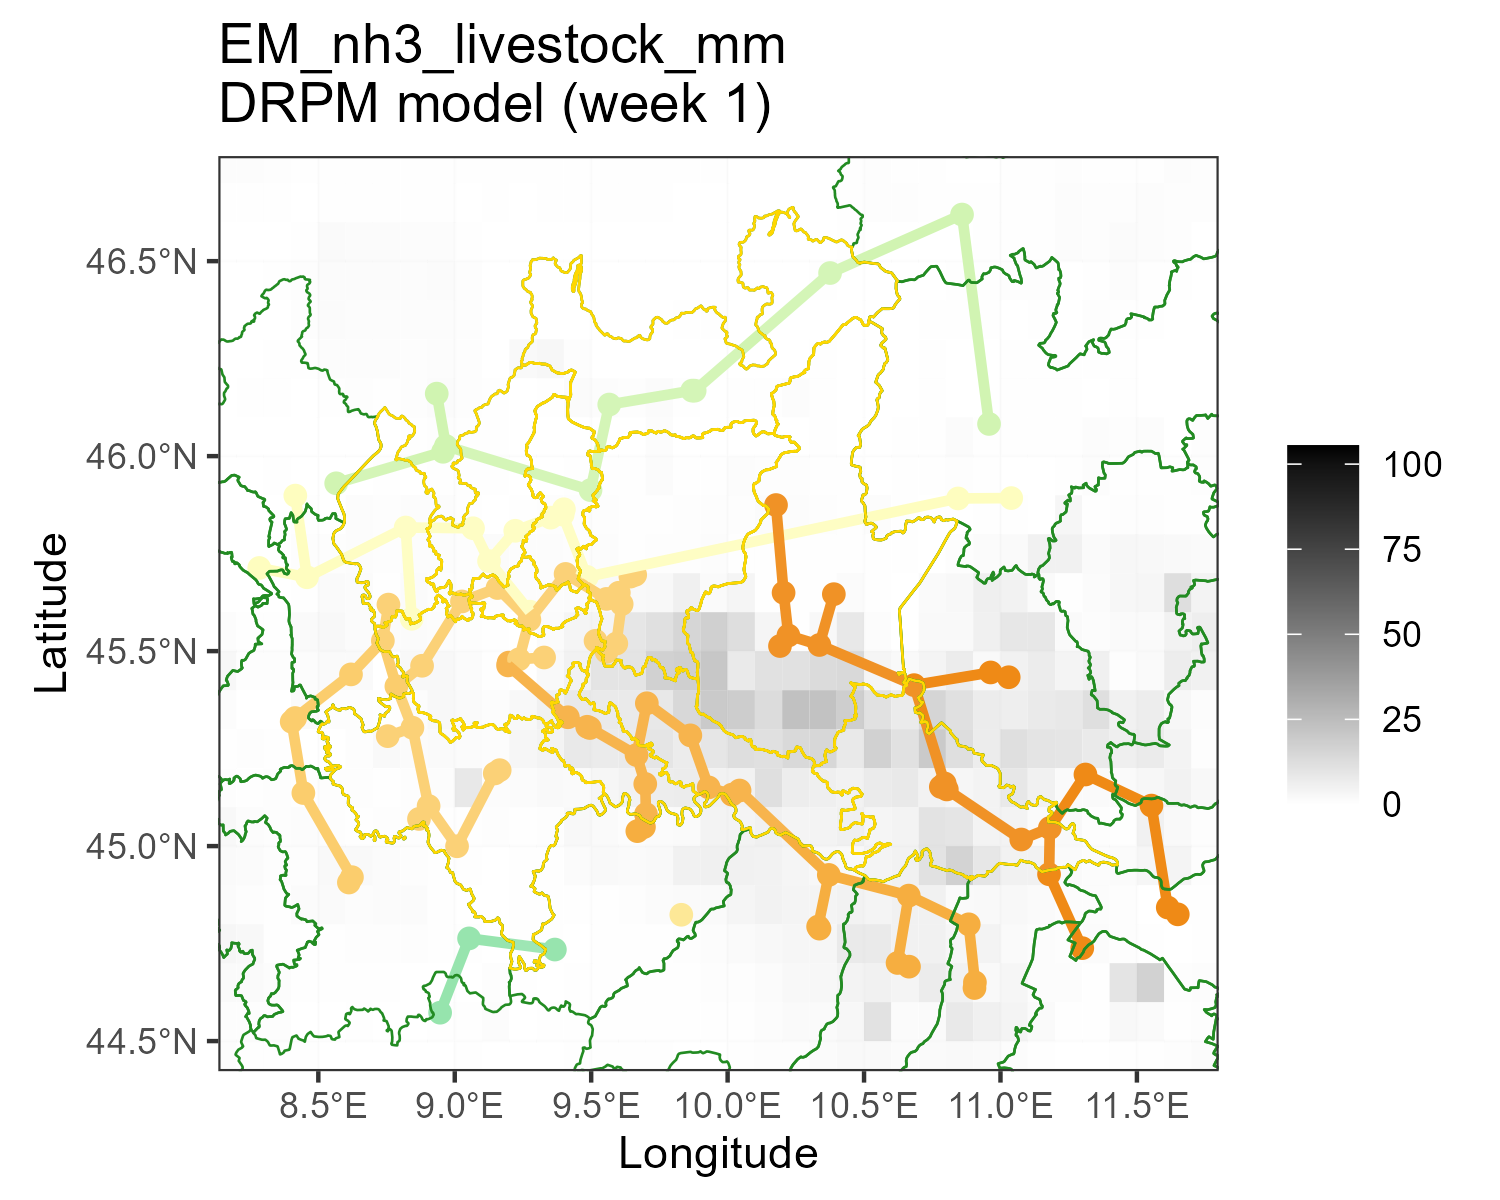 EM_nh3_livestock_mm
DRPM model (week 1)
46.5°N
46.0°N
45.5°N
45.0°N
44.5°N
Latitude
8.5°E
9.0°E
9.5°E
10.0°E
10.5°E
11.0°E
11.5°E
Longitude
100
75
50
25
0